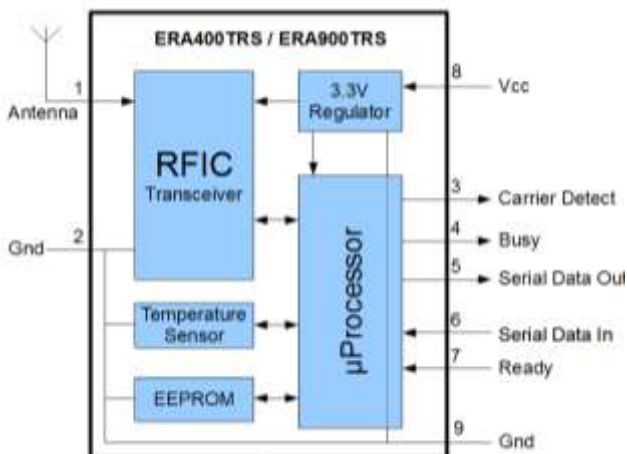 ERA400TRS / ERA900TRS
1
Antenna
RFIC
Transceiver
3.3V
Regulator
8
Vcc
3
Carrier Detect
4
Busy
5
Serial Data Out
6
Serial Data In
7
Ready
2
Gnd
Temperature
Sensor
µProcessor
EEPROM
9
Gnd